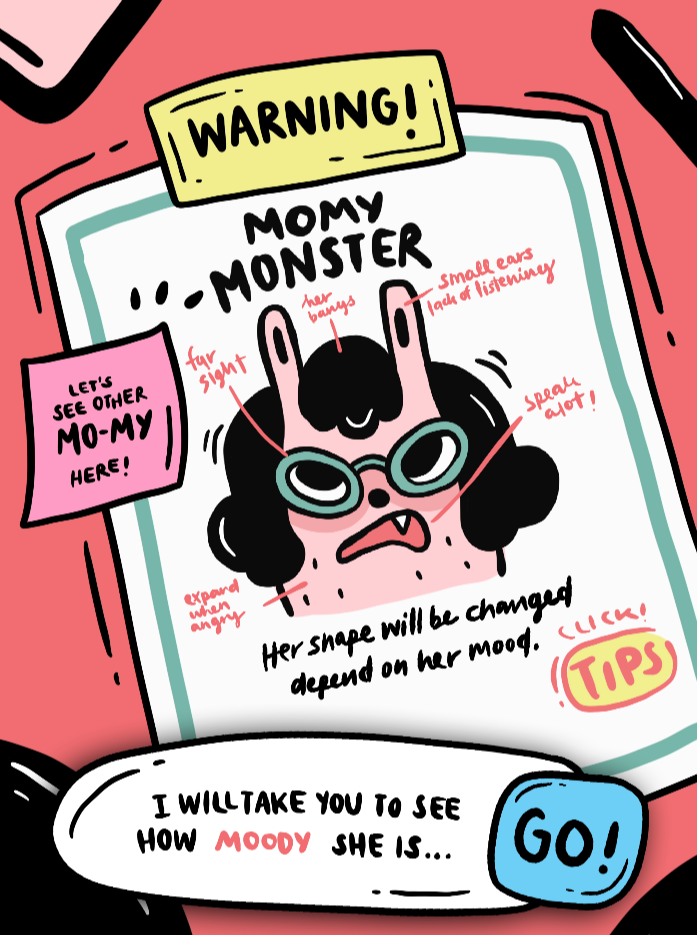 WARNING!
MOMY
-MONSTER
her
bangs
small ears
lack of listening
far
sight
speak
alot!
LET'S
SEE OTHER
MO-MY
HERE!
expand
when
angry
Her shape will be changed
depend on her mood.
CLICK!
TIPS
I WILL TAKE YOU TO SEE
HOW MOODY SHE IS...
GO!